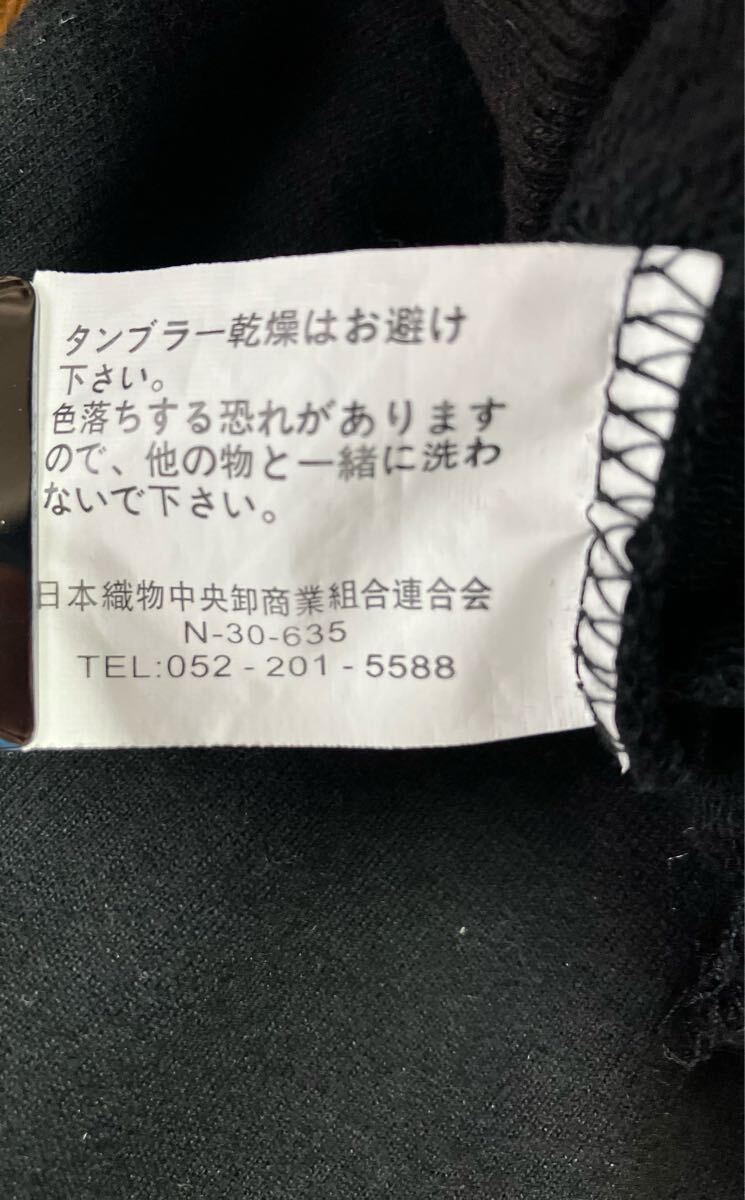 タンブラー乾燥はお避け
下さい。
色落ちする恐れがあります
ので、他の物と一緒に洗わ
ないで下さい。
日本織物中央卸商業組合連合会
N-30-635
TEL:052-201-5588